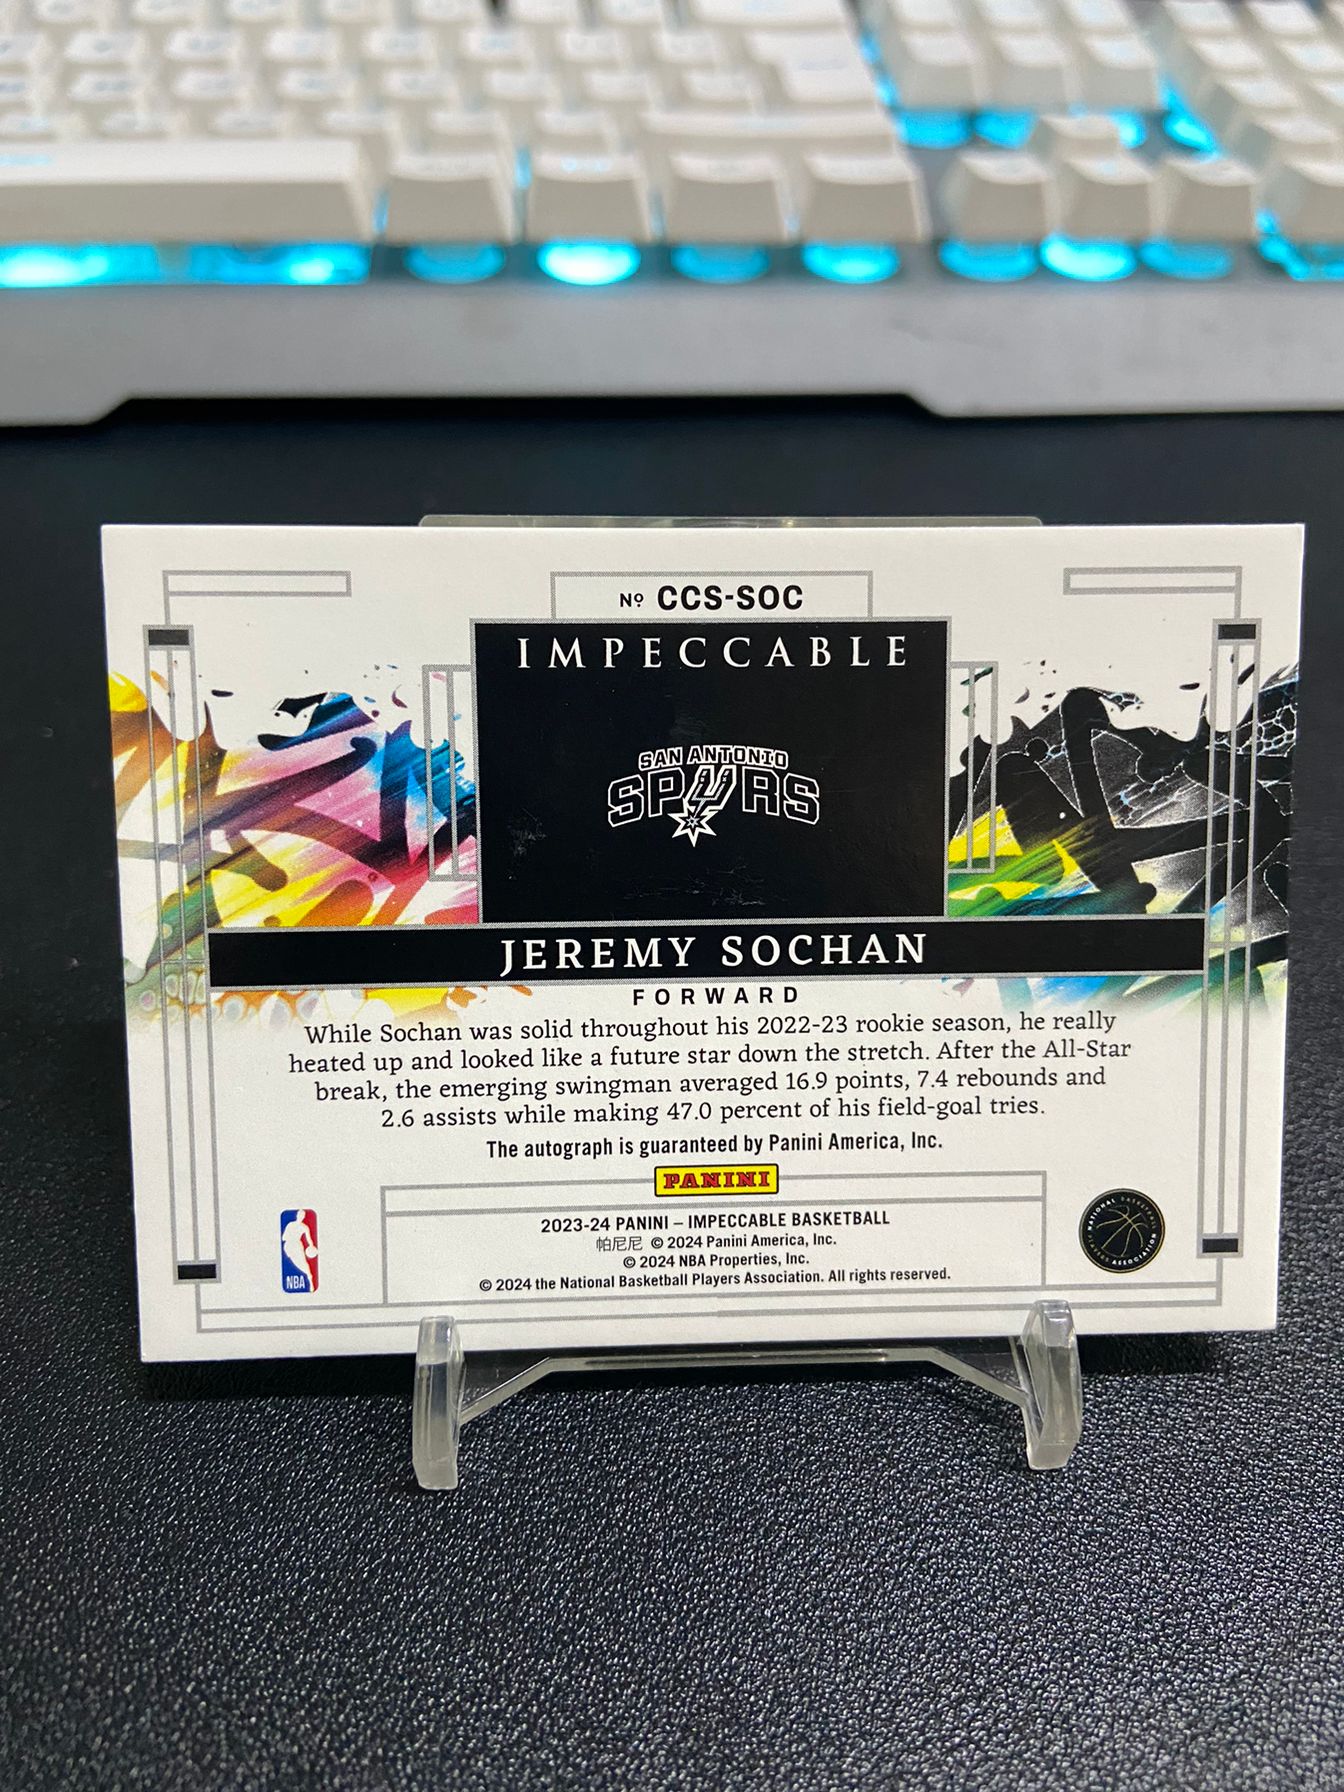 Nº CCS-SOC
IMPECCABLE
SAN ANTONIO
SPURS
JEREMY SOCHAN
FORWARD
While Sochan was solid throughout his 2022-23 rookie season, he really
heated up and looked like a future star down the stretch. After the All-Star
break, the emerging swingman averaged 16.9 points, 7.4 rebounds and
2.6 assists while making 47.0 percent of his field-goal tries.
The autograph is guaranteed by Panini America, Inc.
PANINI
2023-24 PANINI – IMPECCABLE BASKETBALL
帕尼尼 © 2024 Panini America, Inc.
© 2024 NBA Properties, Inc.
© 2024 the National Basketball Players Association. All rights reserved.
NBA
NATIONAL BASKETBALL
PLAYERS ASSOCIATION